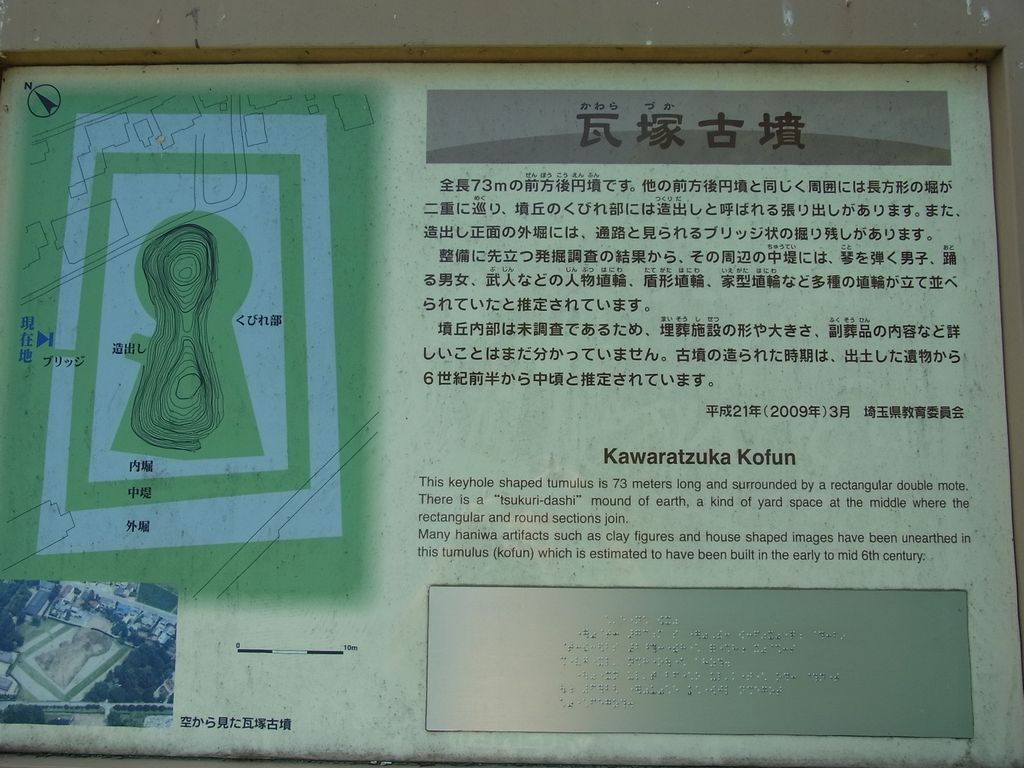 N
現在地
ブリッジ
造出し
くびれ部
内堀
中堤
外堀
0 10m
空から見た瓦塚古墳
かわら づか
瓦塚古墳
全長73mの前方後円墳です。他の前方後円墳と同じく周囲には長方形の堀が
二重に巡り、墳丘のくびれ部には造出しと呼ばれる張り出しがあります。また、
造出し正面の外堀には、通路と見られるブリッジ状の掘り残しがあります。
整備に先立つ発掘調査の結果から、その周辺の中堤には、琴を弾く男子、踊
る男女、武人などの人物埴輪、盾形埴輪、家型埴輪など多種の埴輪が立て並べ
られていたと推定されています。
墳丘内部は未調査であるため、埋葬施設の形や大きさ、副葬品の内容など詳
しいことはまだ分かっていません。古墳の造られた時期は、出土した遺物から
6世紀前半から中頃と推定されています。
平成21年(2009年)3月 埼玉県教育委員会
Kawaratzuka Kofun
This keyhole shaped tumulus is 73 meters long and surrounded by a rectangular double mote.
There is a “tsukuri-dashi” mound of earth, a kind of yard space at the middle where the
rectangular and round sections join.
Many haniwa artifacts such as clay figures and house shaped images have been unearthed in
this tumulus (kofun) which is estimated to have been built in the early to mid 6th century.